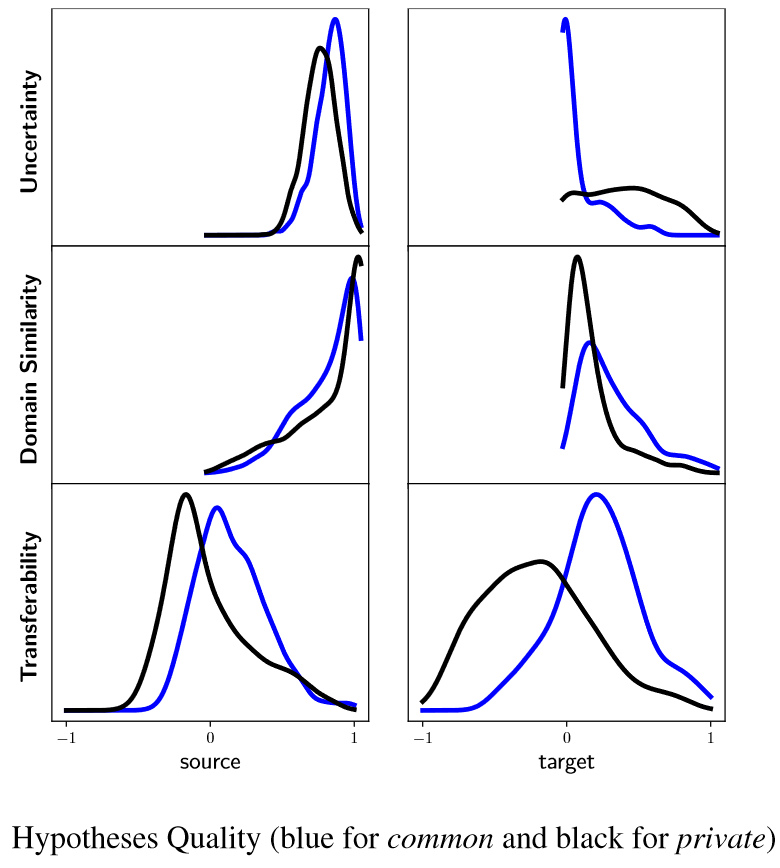 Uncertainty
Domain Similarity
Transferability
−1 0 1
−1 0 1
source
target
Hypotheses Quality (blue for common and black for private)